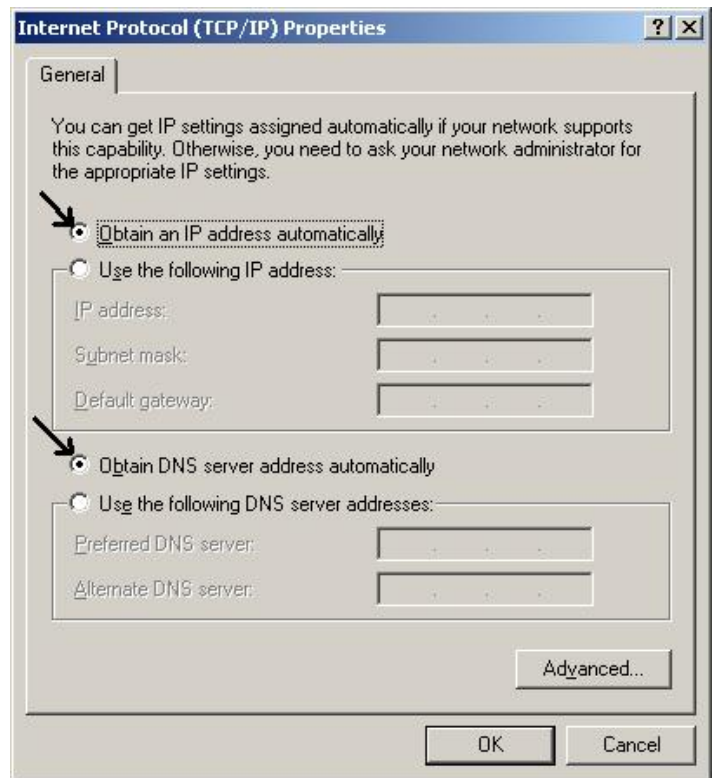 Internet Protocol (TCP/IP) Properties
General
You can get IP settings assigned automatically if your network supports
this capability. Otherwise, you need to ask your network administrator for
the appropriate IP settings.
Obtain an IP address automatically
Use the following IP address:
IP address:
Subnet mask:
Default gateway:
Obtain DNS server address automatically
Use the following DNS server addresses:
Preferred DNS server:
Alternate DNS server:
Advanced...
OK Cancel